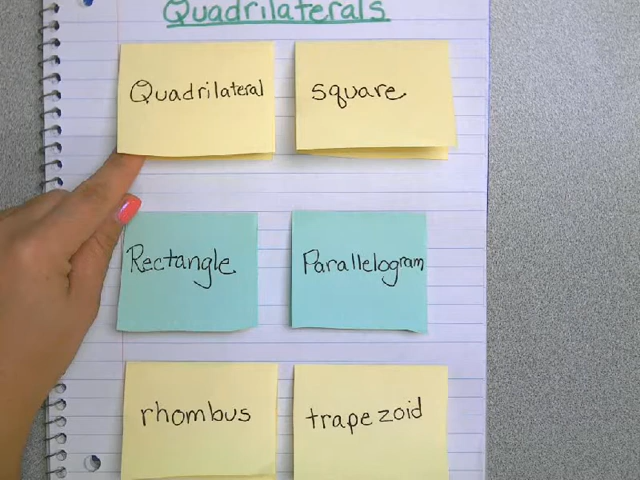 Quadrilaterals
Quadrilateral
square
Rectangle
Parallelogram
rhombus
trapezoid